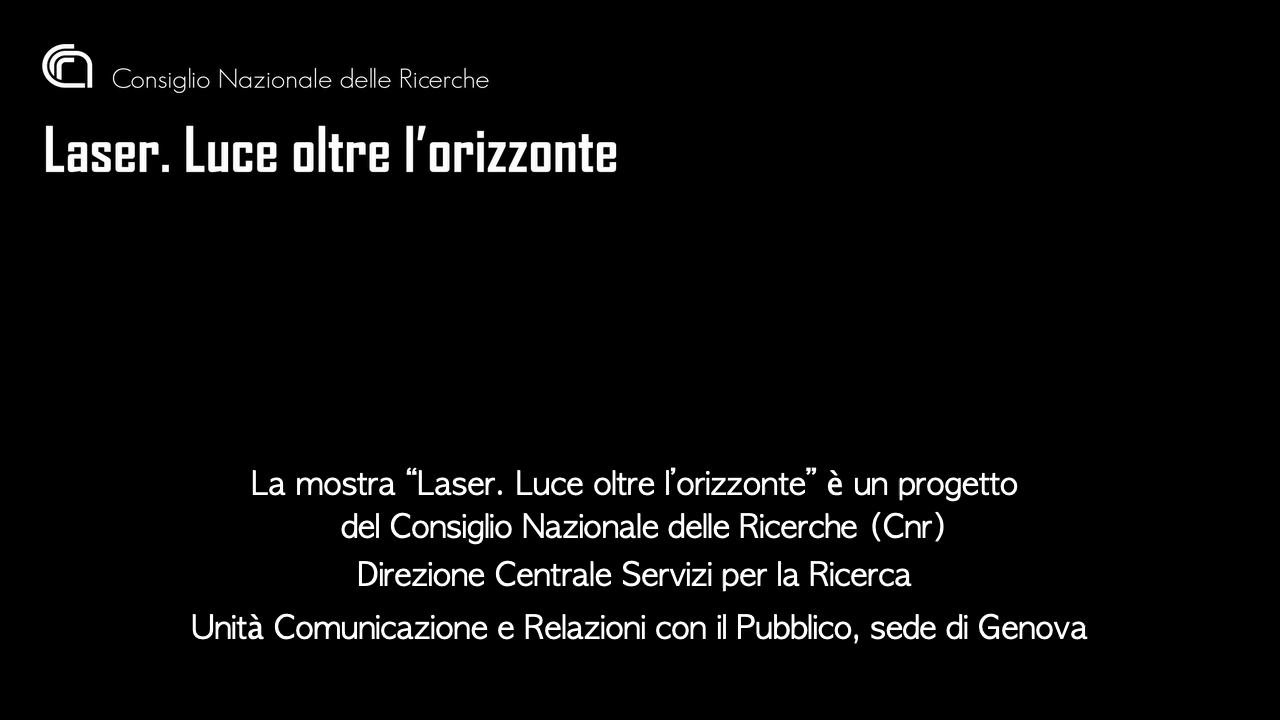 Consiglio Nazionale delle Ricerche
Laser. Luce oltre l’orizzonte
La mostra “Laser. Luce oltre l’orizzonte” è un progetto
del Consiglio Nazionale delle Ricerche (Cnr)
Direzione Centrale Servizi per la Ricerca
Unità Comunicazione e Relazioni con il Pubblico, sede di Genova